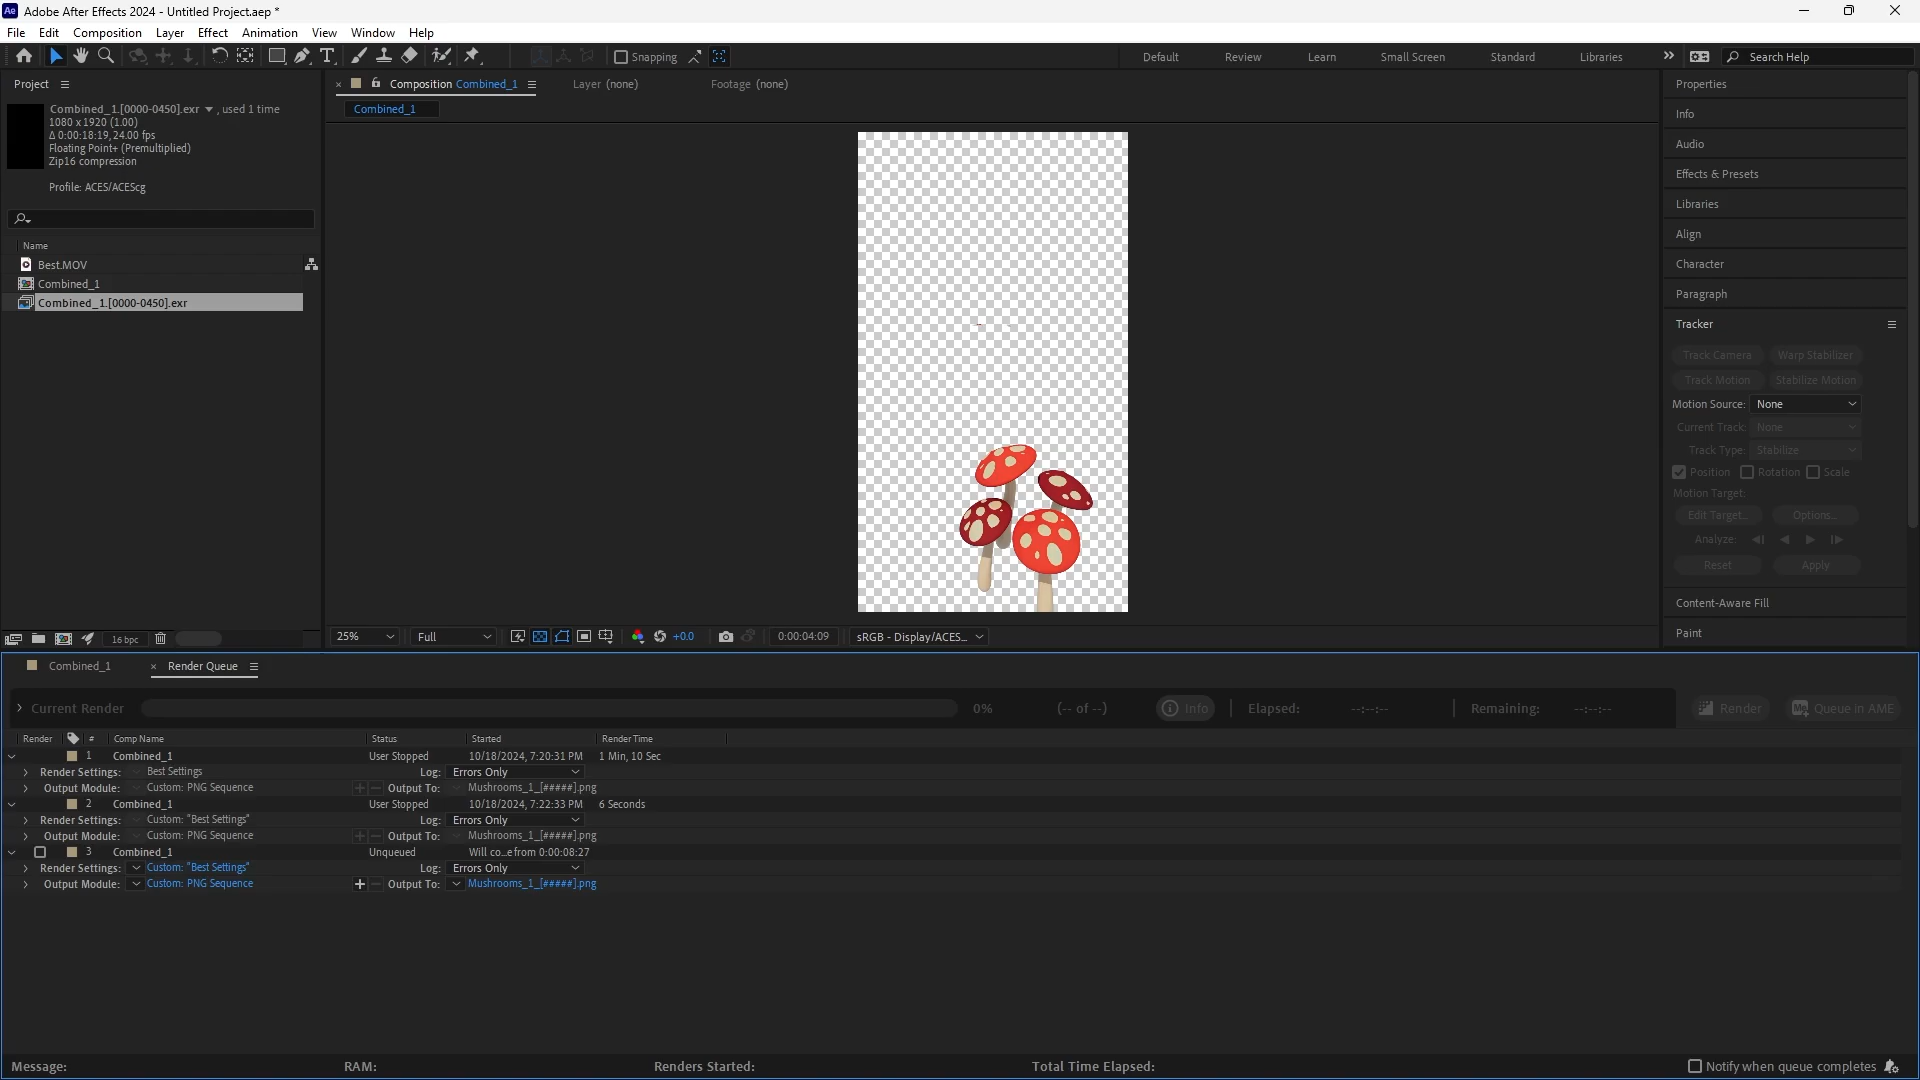 Ae Adobe After Effects 2024 - Untitled Project.aep *
File Edit Composition Layer Effect Animation View Window Help
Snapping Default Review Learn Small Screen Standard Libraries Search Help
Project
Combined_1.[0000-0450].exr , used 1 time
1080 x 1920 (1.00)
Δ 0:00:18:19, 24.00 fps
Floating Point+ (Premultiplied)
Zip16 compression
Profile: ACES/ACEScg
Name
Best.MOV
Combined_1
Combined_1.[0000-0450].exr
16 bpc
Composition Combined_1 Layer (none) Footage (none)
Combined_1
25% Full +0.0 0:00:04:09 sRGB - Display/ACES...
Properties
Info
Audio
Effects & Presets
Libraries
Align
Character
Paragraph
Tracker
Track Camera Warp Stabilizer
Track Motion Stabilize Motion
Motion Source: None
Current Track: None
Track Type: Stabilize
Position Rotation Scale
Motion Target:
Edit Target... Options...
Analyze:
Reset Apply
Content-Aware Fill
Paint
Combined_1 Render Queue
Current Render 0% (-- of --) Info Elapsed: --:--:-- Remaining: --:--:-- Render Me Queue in AME
Render # Comp Name Status Started Render Time
1 Combined_1 User Stopped 10/18/2024, 7:20:31 PM 1 Min, 10 Sec
Render Settings: Best Settings Log: Errors Only
Output Module: Custom: PNG Sequence Output To: Mushrooms_1_[#####].png
2 Combined_1 User Stopped 10/18/2024, 7:22:33 PM 6 Seconds
Render Settings: Custom: "Best Settings" Log: Errors Only
Output Module: Custom: PNG Sequence Output To: Mushrooms_1_[#####].png
3 Combined_1 Unqueued Will co...e from 0:00:08:27
Render Settings: Custom: "Best Settings" Log: Errors Only
Output Module: Custom: PNG Sequence Output To: Mushrooms_1_[#####].png
Message: RAM: Renders Started: Total Time Elapsed: Notify when queue completes